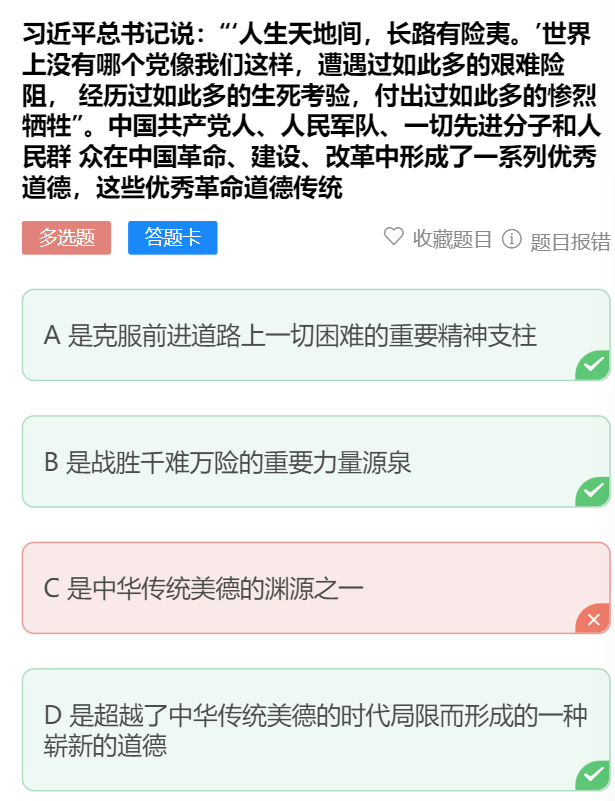 习近平总书记说：“‘人生天地间，长路有险夷。’世界
上没有哪个党像我们这样，遭遇过如此多的艰难险
阻， 经历过如此多的生死考验，付出过如此多的惨烈
牺牲”。中国共产党人、人民军队、一切先进分子和人
民群 众在中国革命、建设、改革中形成了一系列优秀
道德，这些优秀革命道德传统
多选题 答题卡 收藏题目 题目报错
A 是克服前进道路上一切困难的重要精神支柱
B 是战胜千难万险的重要力量源泉
C 是中华传统美德的渊源之一
D 是超越了中华传统美德的时代局限而形成的一种
崭新的道德